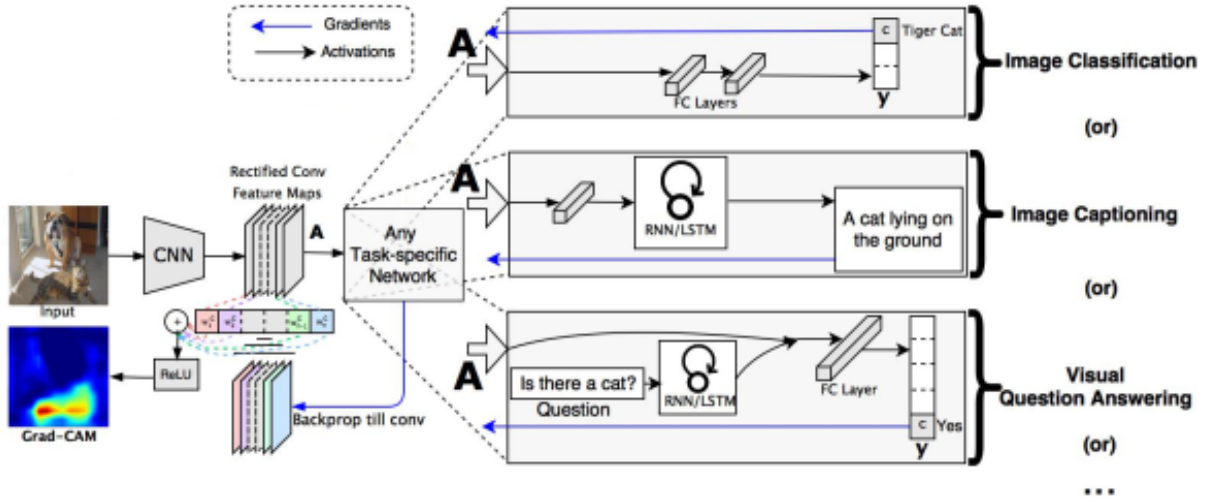 Gradients
Activations
A
Tiger Cat
c
FC Layers
y
Image Classification
(or)
Rectified Conv
Feature Maps
A
CNN
Input
A
Any
Task-specific
Network
RNN/LSTM
A cat lying on
the ground
Image Captioning
(or)
+
ReLU
Grad-CAM
Backprop till conv
A
Is there a cat?
Question
RNN/LSTM
FC Layer
c
Yes
y
Visual
Question Answering
(or)
...